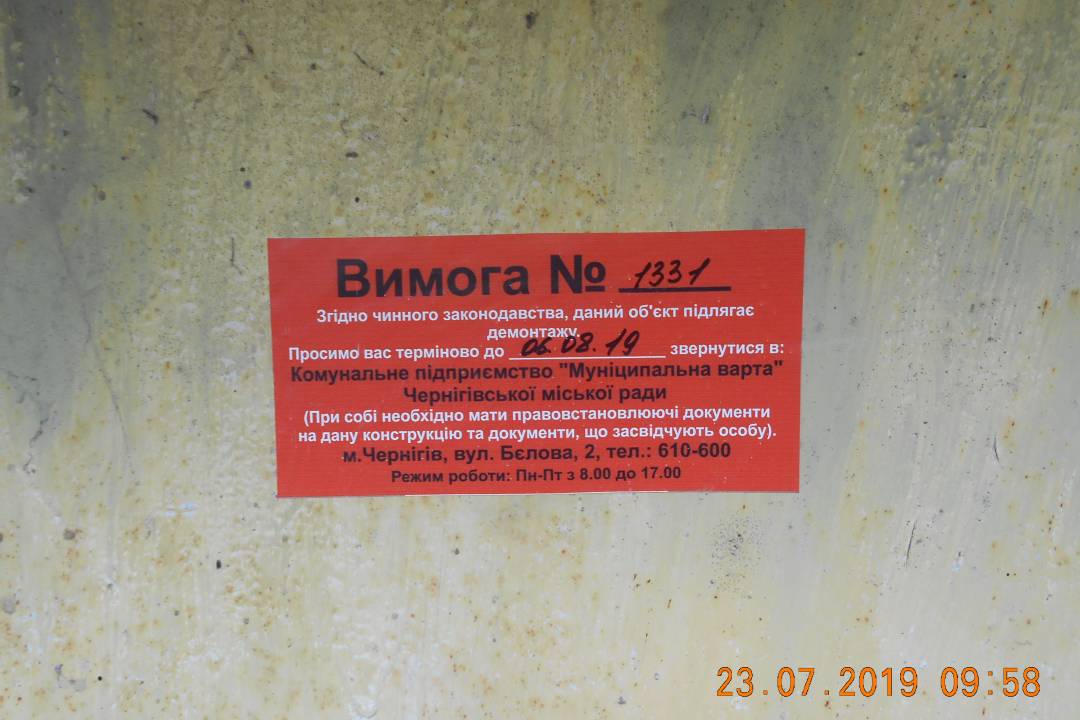 Вимога № 1331
Згідно чинного законодавства, даний об'єкт підлягає
демонтажу.
Просимо вас терміново до 06.08.19 звернутися в:
Комунальне підприємство "Муніципальна варта"
Чернігівської міської ради
(При собі необхідно мати правовстановлюючі документи
на дану конструкцію та документи, що засвідчують особу).
м.Чернігів, вул. Бєлова, 2, тел.: 610-600
Режим роботи: Пн-Пт з 8.00 до 17.00
23.07.2019 09:58